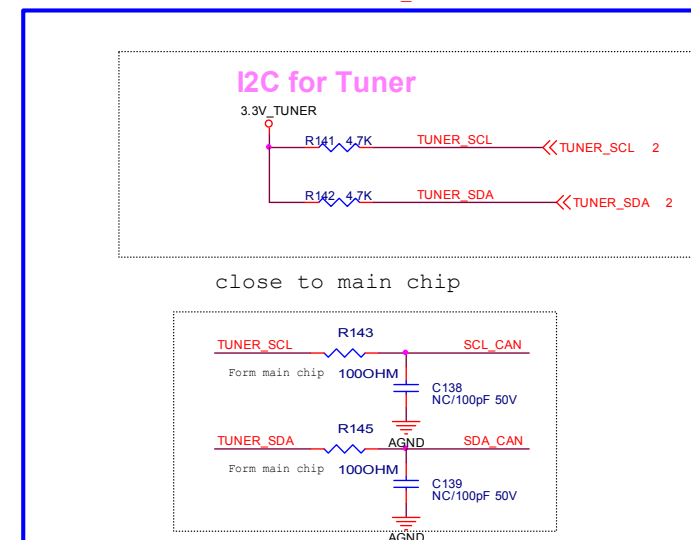 I2C for Tuner
3.3V_TUNER
R141 4.7K TUNER_SCL TUNER_SCL 2
R142 4.7K TUNER_SDA TUNER_SDA 2
close to main chip
R143
TUNER_SCL SCL_CAN
Form main chip 100OHM
C138
NC/100pF 50V
R145
AGND
TUNER_SDA SDA_CAN
Form main chip 100OHM
C139
NC/100pF 50V
AGND